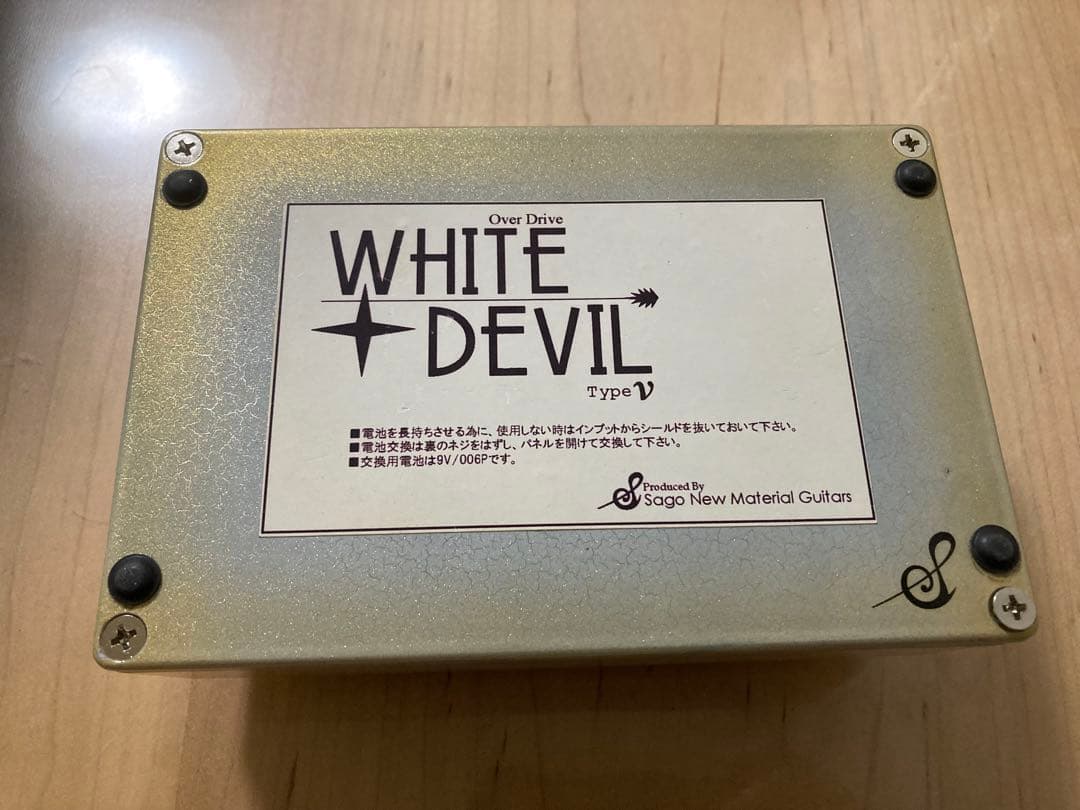 Over Drive
WHITE
DEVIL
Type ν
■電池を長持ちさせる為に、使用しない時はインプットからシールドを抜いておいて下さい。
■電池交換は裏のネジをはずし、パネルを開けて交換して下さい。
■交換用電池は9V/006Pです。
Produced By
Sago New Material Guitars